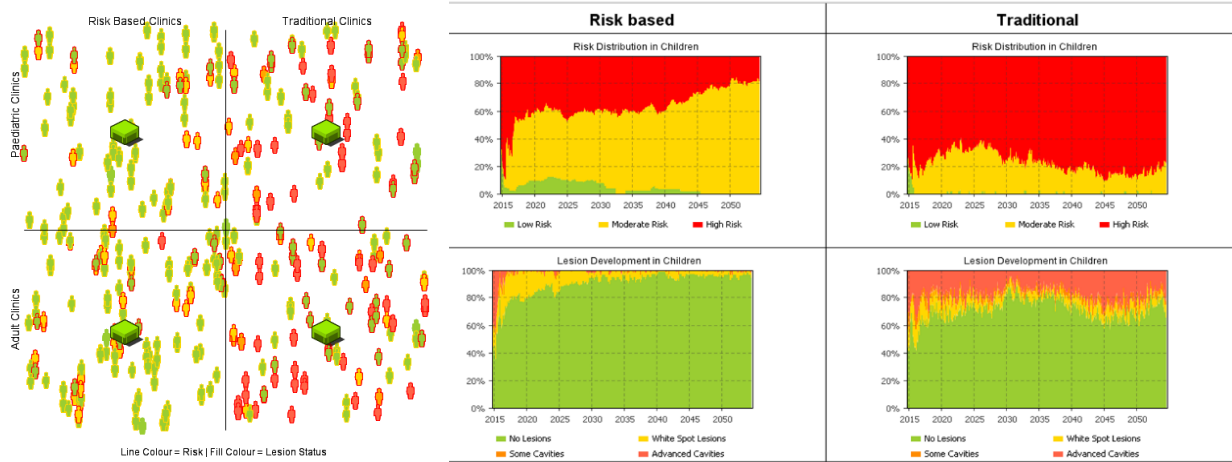 Risk Based Clinics
Traditional Clinics
Paediatric Clinics
Adult Clinics
Line Colour = Risk | Fill Colour = Lesion Status
Risk based
Traditional
Risk Distribution in Children
100%
80%
60%
40%
20%
0%
2015 2020 2025 2030 2035 2040 2045 2050
Low Risk Moderate Risk High Risk
Risk Distribution in Children
100%
80%
60%
40%
20%
0%
2015 2020 2025 2030 2035 2040 2045 2050
Low Risk Moderate Risk High Risk
Lesion Development in Children
100%
80%
60%
40%
20%
0%
2015 2020 2025 2030 2035 2040 2045 2050
No Lesions White Spot Lesions
Some Cavities Advanced Cavities
Lesion Development in Children
100%
80%
60%
40%
20%
0%
2015 2020 2025 2030 2035 2040 2045 2050
No Lesions White Spot Lesions
Some Cavities Advanced Cavities